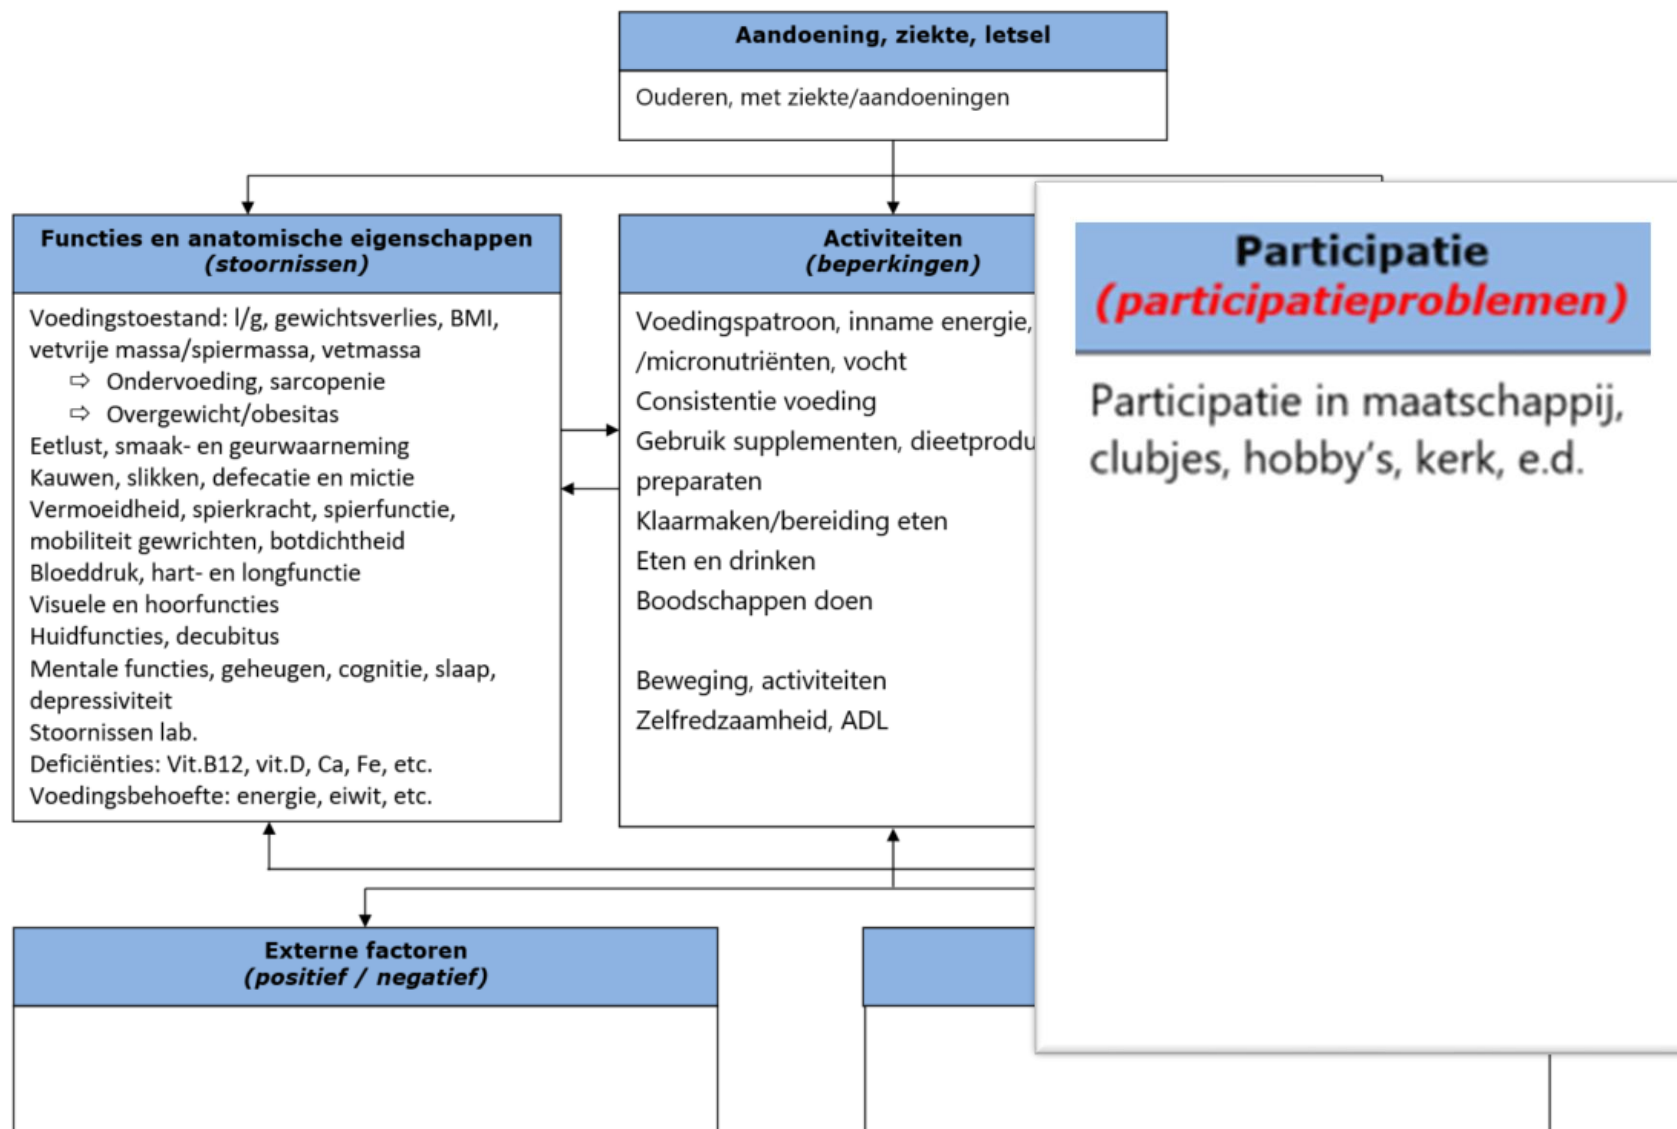 Aandoening, ziekte, letsel
Ouderen, met ziekte/aandoeningen
Functies en anatomische eigenschappen
(stoornissen)
Voedingstoestand: l/g, gewichtsverlies, BMI,
vetvrije massa/spiermassa, vetmassa
⇨ Ondervoeding, sarcopenie
⇨ Overgewicht/obesitas
Eetlust, smaak- en geurwaarneming
Kauwen, slikken, defecatie en mictie
Vermoeidheid, spierkracht, spierfunctie,
mobiliteit gewrichten, botdichtheid
Bloeddruk, hart- en longfunctie
Visuele en hoorfuncties
Huidfuncties, decubitus
Mentale functies, geheugen, cognitie, slaap,
depressiviteit
Stoornissen lab.
Deficiënties: Vit.B12, vit.D, Ca, Fe, etc.
Voedingsbehoefte: energie, eiwit, etc.
Activiteiten
(beperkingen)
Voedingspatroon, inname energie,
/micronutriënten, vocht
Consistentie voeding
Gebruik supplementen, dieetprodu
preparaten
Klaarmaken/bereiding eten
Eten en drinken
Boodschappen doen
Beweging, activiteiten
Zelfredzaamheid, ADL
Participatie
(participatieproblemen)
Participatie in maatschappij,
clubjes, hobby's, kerk, e.d.
Externe factoren
(positief / negatief)